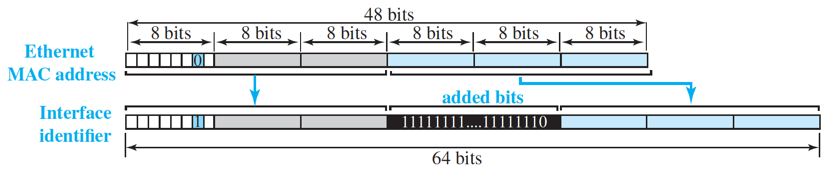 48 bits
8 bits 8 bits 8 bits 8 bits 8 bits 8 bits
Ethernet
MAC address
0
added bits
Interface
identifier
1
11111111....11111110
64 bits